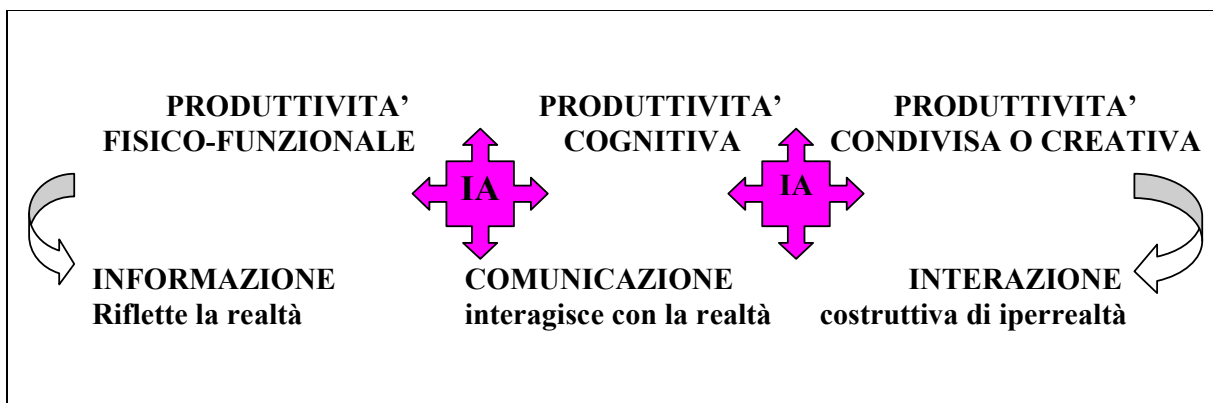 PRODUTTIVITA’ PRODUTTIVITA’ PRODUTTIVITA’
FISICO-FUNZIONALE COGNITIVA CONDIVISA O CREATIVA
IA IA
INFORMAZIONE COMUNICAZIONE INTERAZIONE
Riflette la realtà interagisce con la realtà costruttiva di iperrealtà